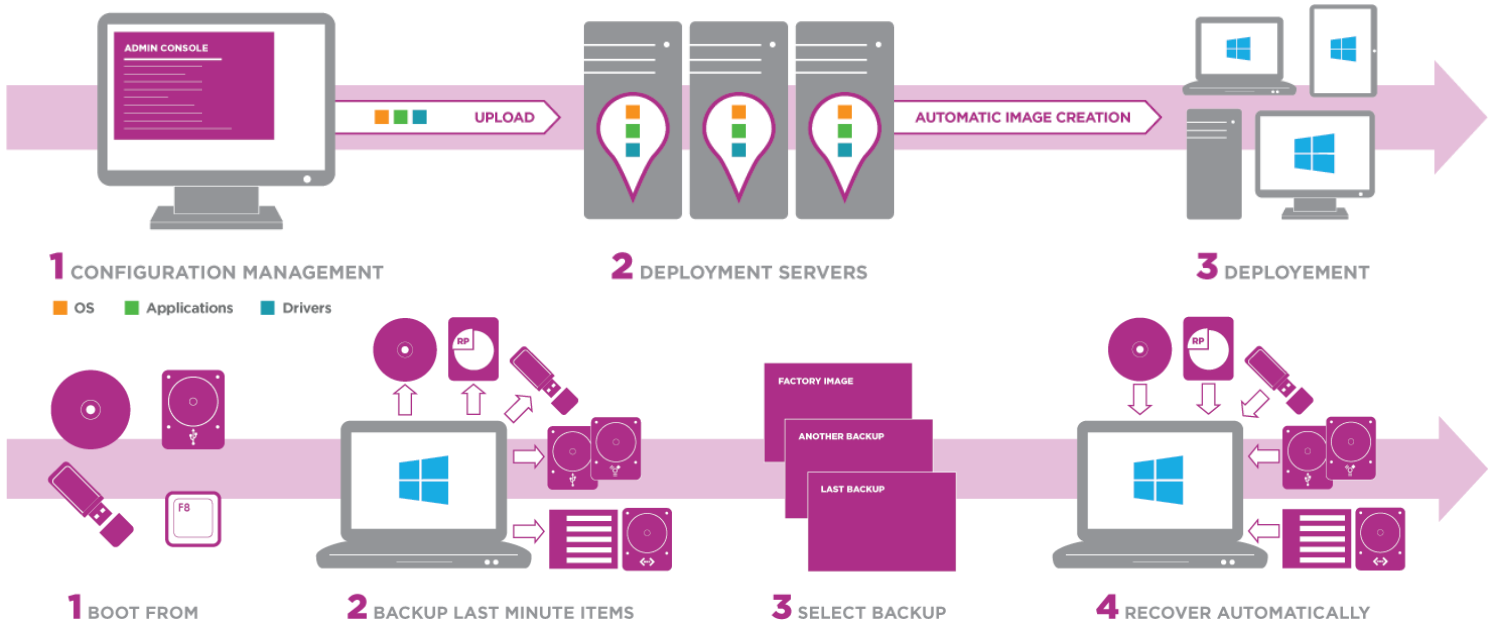 ADMIN CONSOLE
UPLOAD
AUTOMATIC IMAGE CREATION
1 CONFIGURATION MANAGEMENT
2 DEPLOYMENT SERVERS
3 DEPLOYEMENT
OS
Applications
Drivers
F8
RP
FACTORY IMAGE
ANOTHER BACKUP
LAST BACKUP
RP
1 BOOT FROM
2 BACKUP LAST MINUTE ITEMS
3 SELECT BACKUP
4 RECOVER AUTOMATICALLY